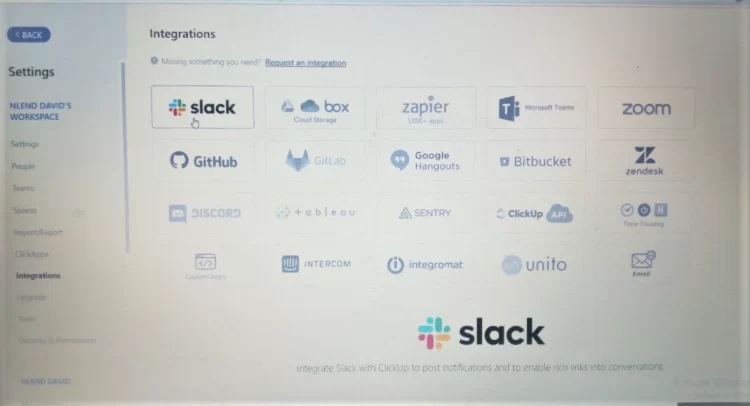 < BACK
Integrations
Missing something you need? Request an integration
Settings
NLEND DAVID'S
WORKSPACE
Settings
People
Teams
Spaces
Import/Export
ClickApps
Integrations
Upgrade
Security & Permissions
NLEND DAVID
slack
box
Cloud Storage
zapier
1,000+ apps
Microsoft Teams
zoom
GitHub
GitLab
Google
Hangouts
Bitbucket
zendesk
DISCORD
+ a b l e a u
SENTRY
ClickUp API
Time Tracking
Custom Apps
INTERCOM
integromat
unito
Email
slack
Integrate Slack with ClickUp to post notifications and to enable rich links into conversations.